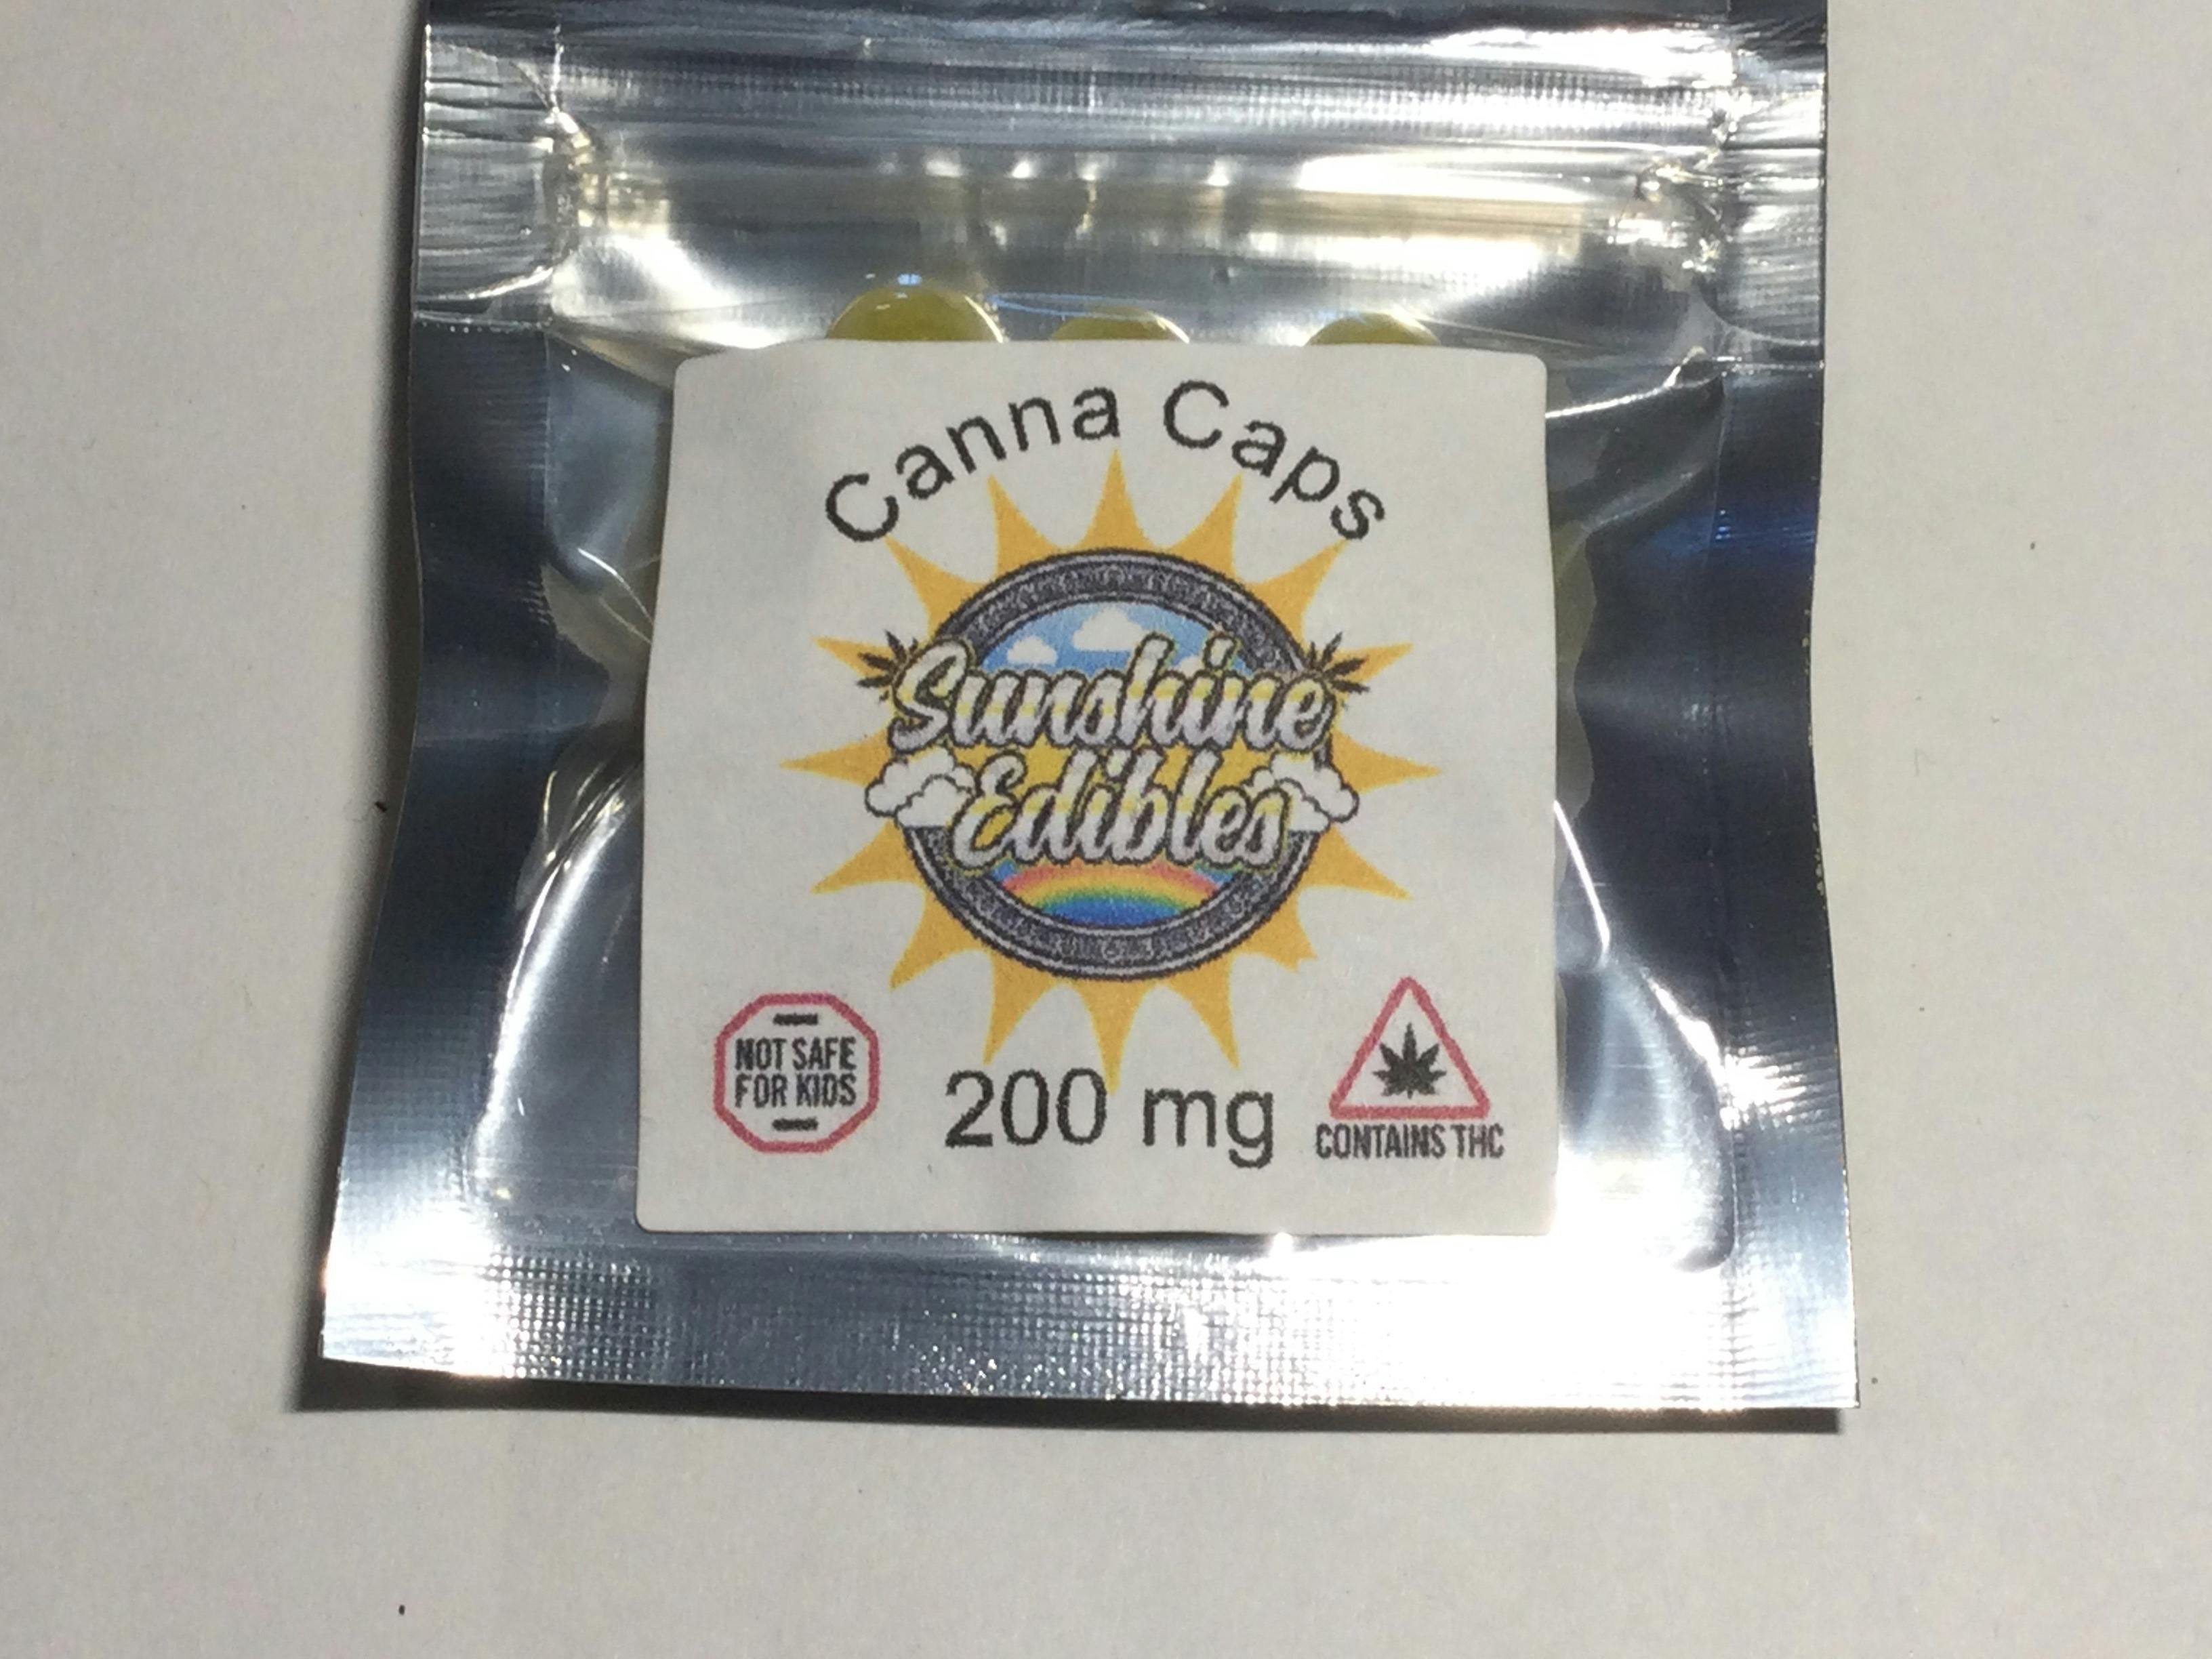 Canna Caps
Sunshine
Edibles
NOT SAFE
FOR KIDS
200 mg
CONTAINS THC